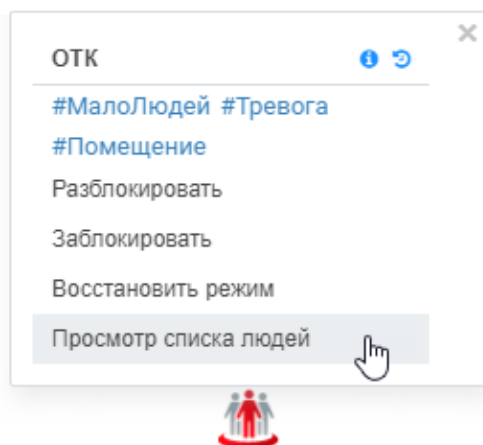 ОТК
#МалоЛюдей #Тревога
#Помещение
Разблокировать
Заблокировать
Восстановить режим
Просмотр списка людей